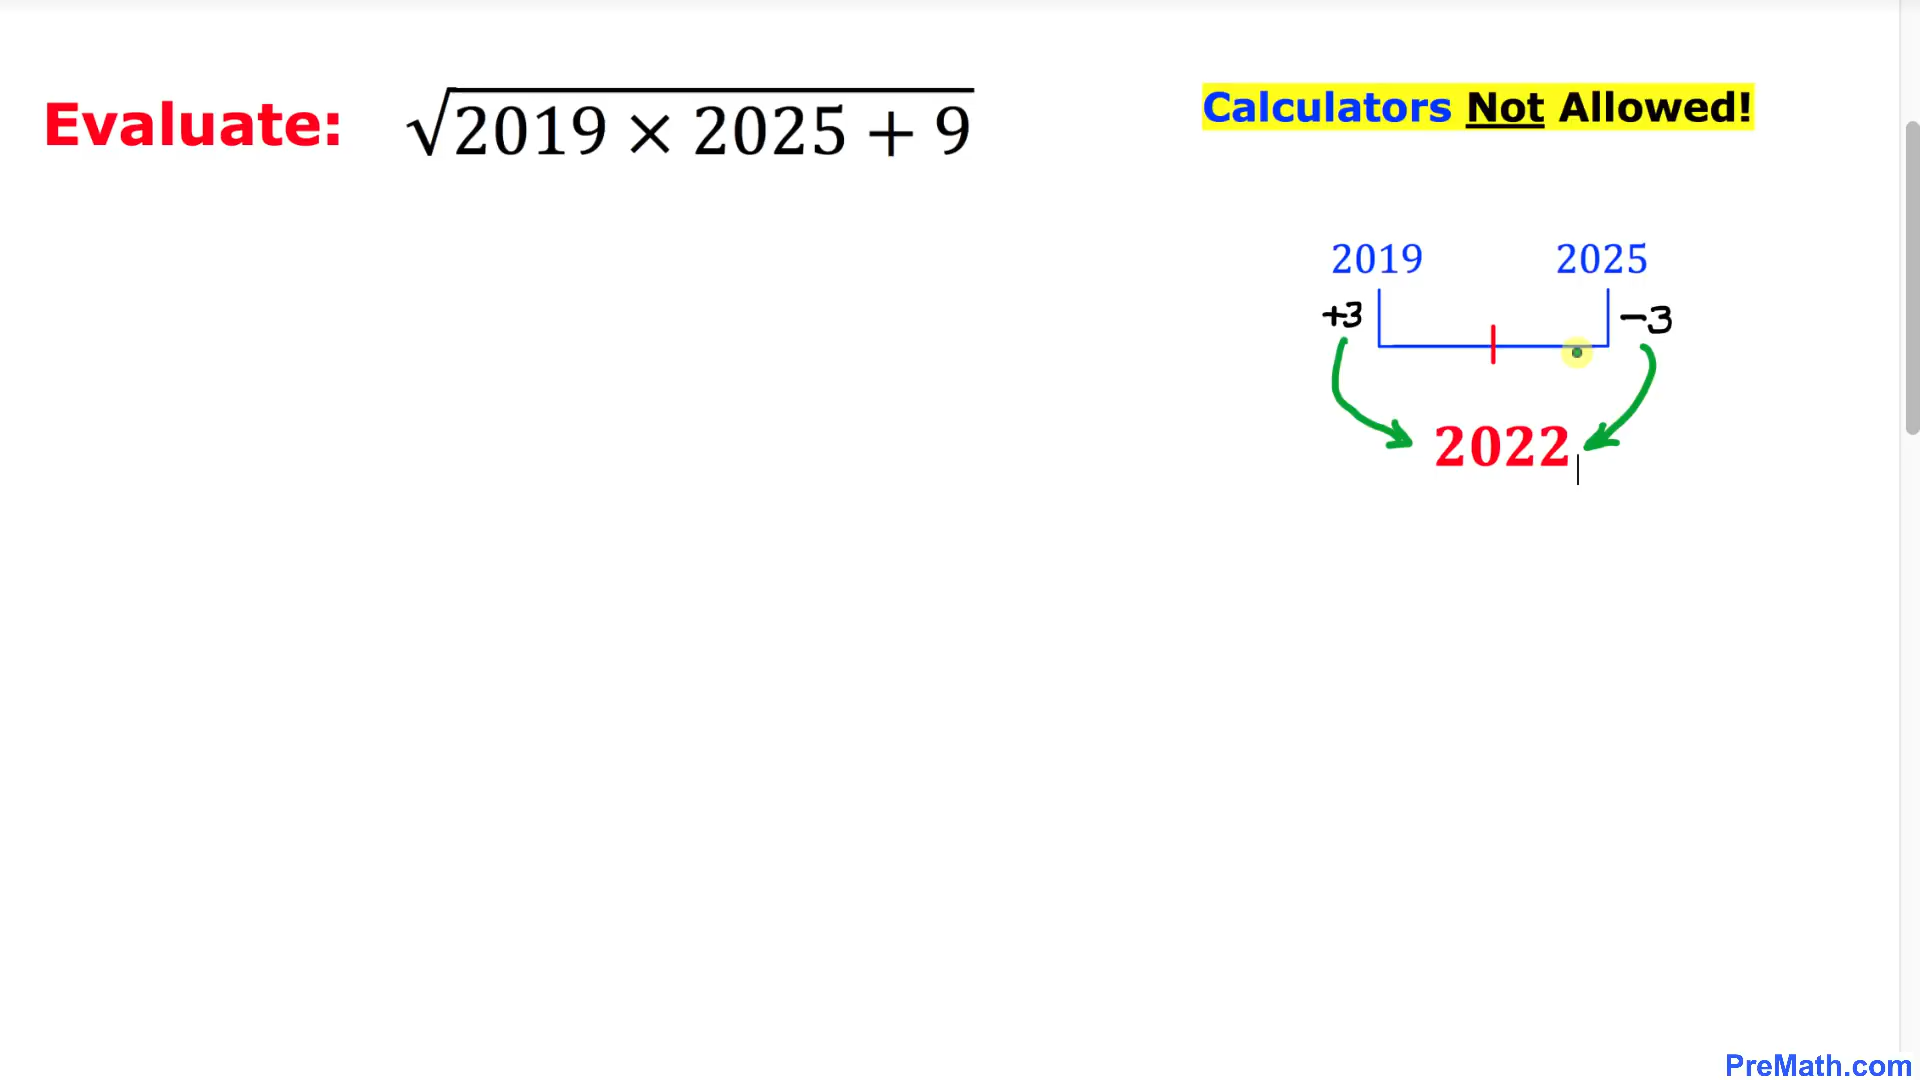 Evaluate: √2019 × 2025 + 9
Calculators Not Allowed!
2019 2025
+3 −3
2022
PreMath.com